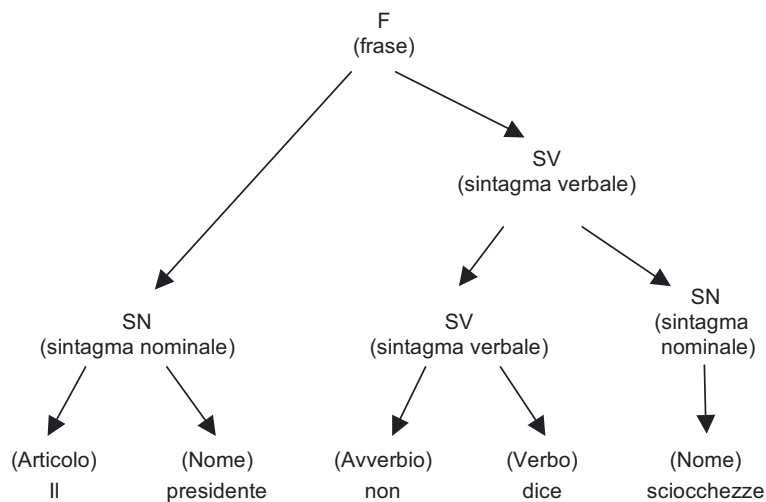 F
(frase)
SV
(sintagma verbale)
SN
(sintagma nominale)
SV
(sintagma verbale)
SN
(sintagma
nominale)
(Articolo) (Nome) (Avverbio) (Verbo) (Nome)
Il presidente non dice sciocchezze